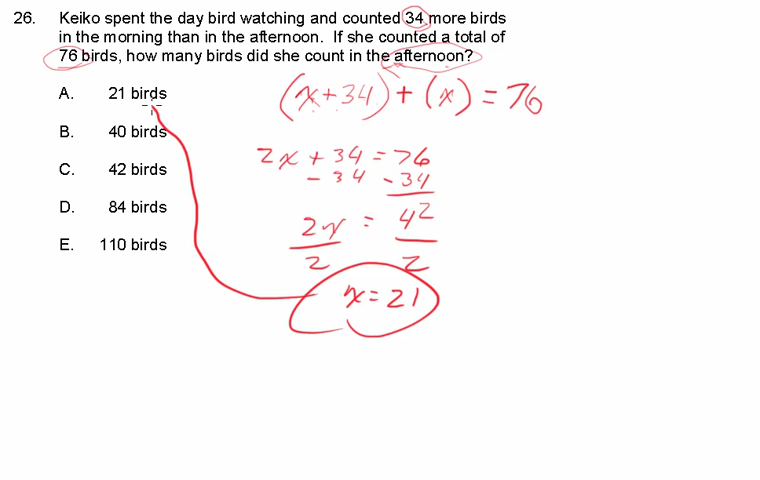 26. Keiko spent the day bird watching and counted 34 more birds
in the morning than in the afternoon. If she counted a total of
76 birds, how many birds did she count in the afternoon?
A. 21 birds
B. 40 birds
C. 42 birds
D. 84 birds
E. 110 birds
(x+34) + (x) = 76
2x + 34 = 76
- 34 - 34
2x = 42
2 2
x = 21